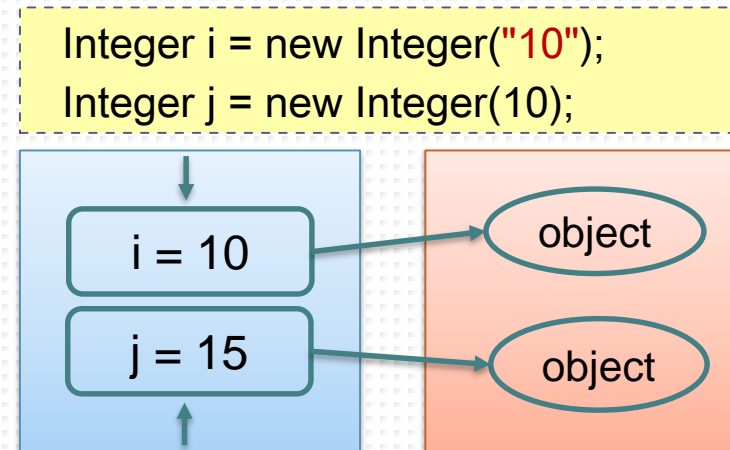 Integer i = new Integer("10");
Integer j = new Integer(10);
i = 10
object
j = 15
object